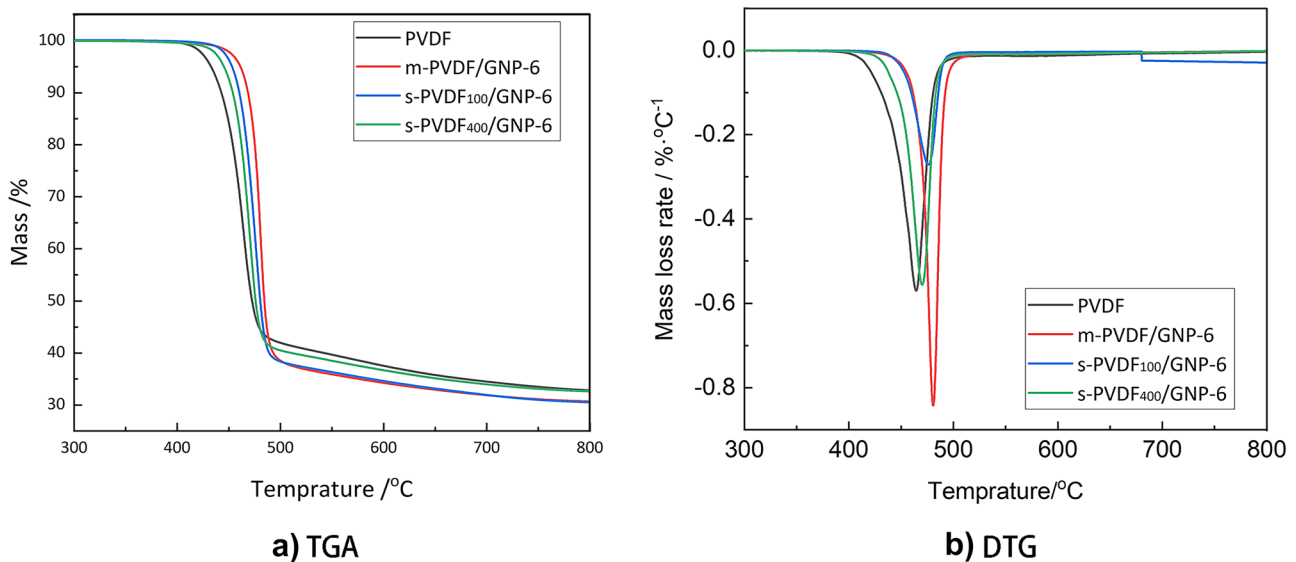 100
90
80
70
60
50
40
30
300 400 500 600 700 800
Mass /%
Temprature /°C
PVDF
m-PVDF/GNP-6
s-PVDF100/GNP-6
s-PVDF400/GNP-6
a) TGA
0.0
-0.2
-0.4
-0.6
-0.8
300 400 500 600 700 800
Mass loss rate / %·°C-1
Temprature/°C
PVDF
m-PVDF/GNP-6
s-PVDF100/GNP-6
s-PVDF400/GNP-6
b) DTG